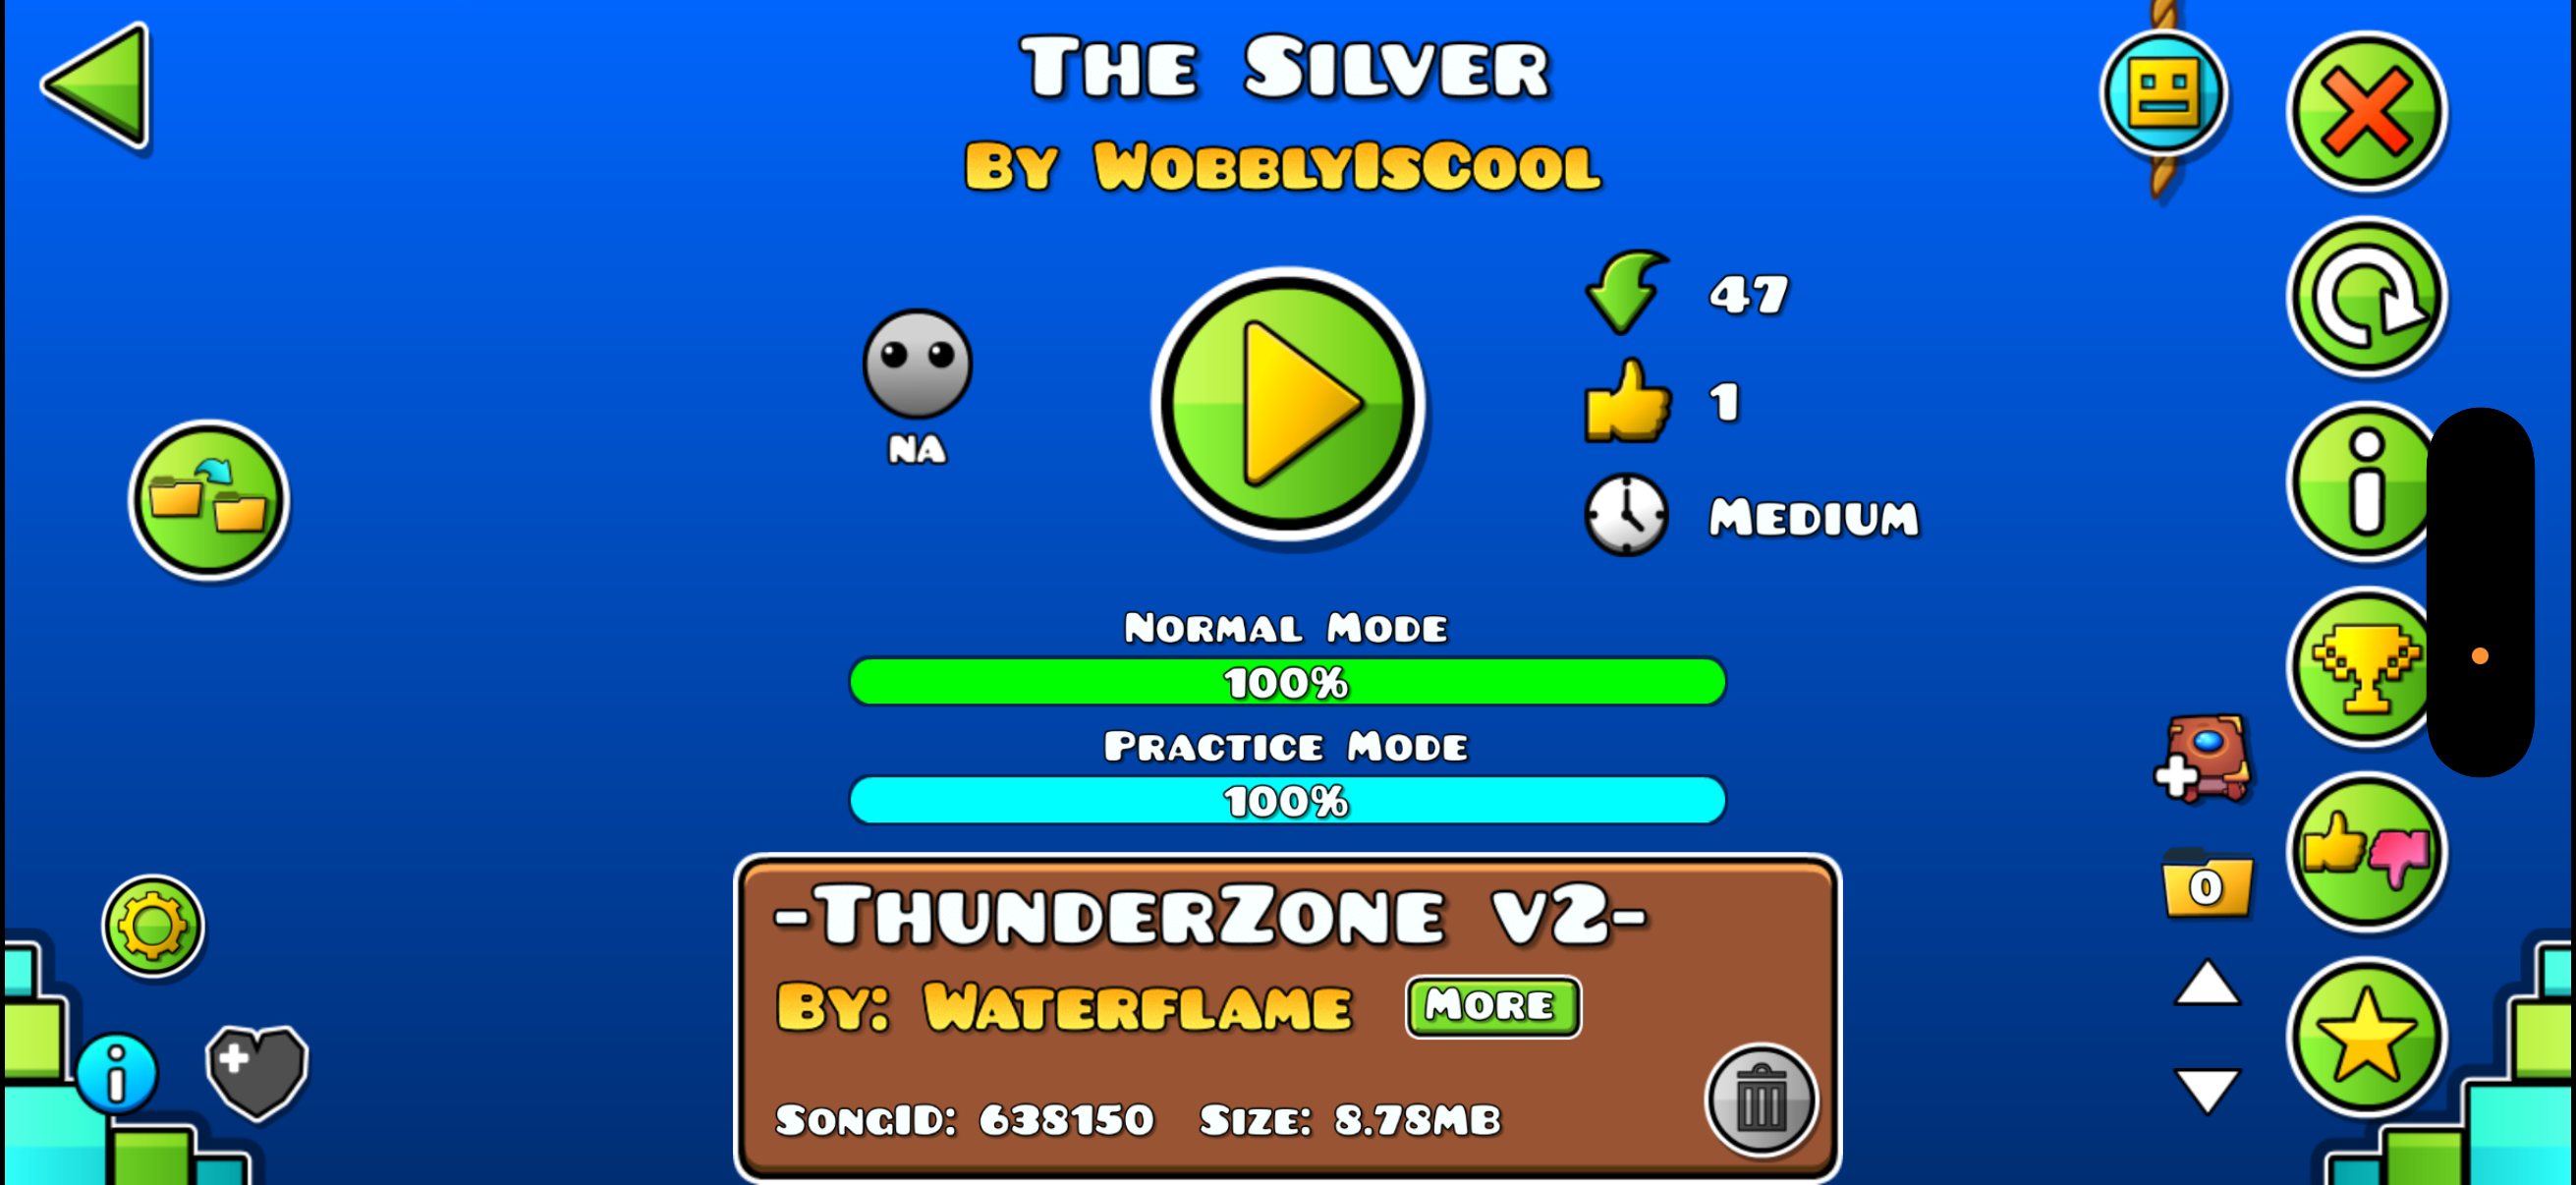 The Silver
By WobblyIsCool
47
NA
1
Medium
Normal Mode
100%
Practice Mode
100%
-ThunderZone v2-
By: Waterflame More
SongID: 638150 Size: 8.78MB
0